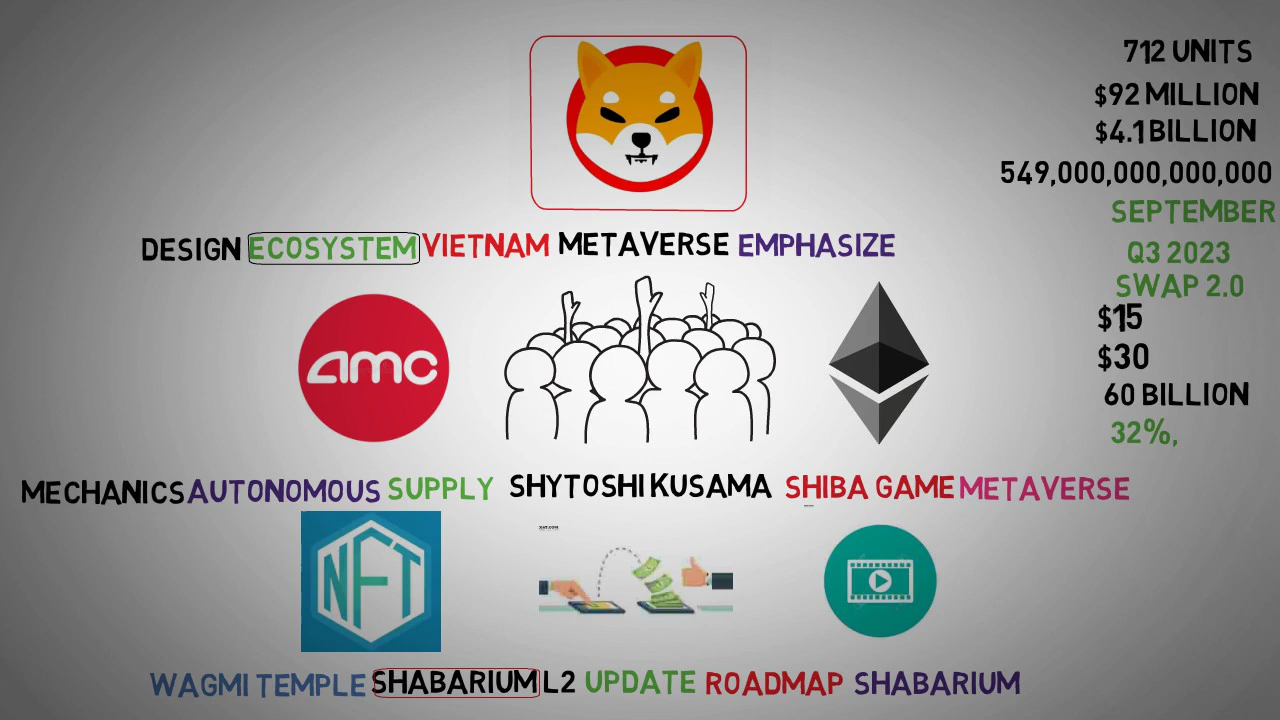 712 UNITS
$92 MILLION
$4.1 BILLION
549,000,000,000,000
SEPTEMBER
DESIGN ECOSYSTEM VIETNAM METAVERSE EMPHASIZE
Q3 2023
SWAP 2.0
$15
$30
amc
60 BILLION
32%,
MECHANICS AUTONOMOUS SUPPLY SHYTOSHI KUSAMA SHIBA GAME METAVERSE
NFT
WAGMI TEMPLE SHABARIUM L2 UPDATE ROADMAP SHABARIUM